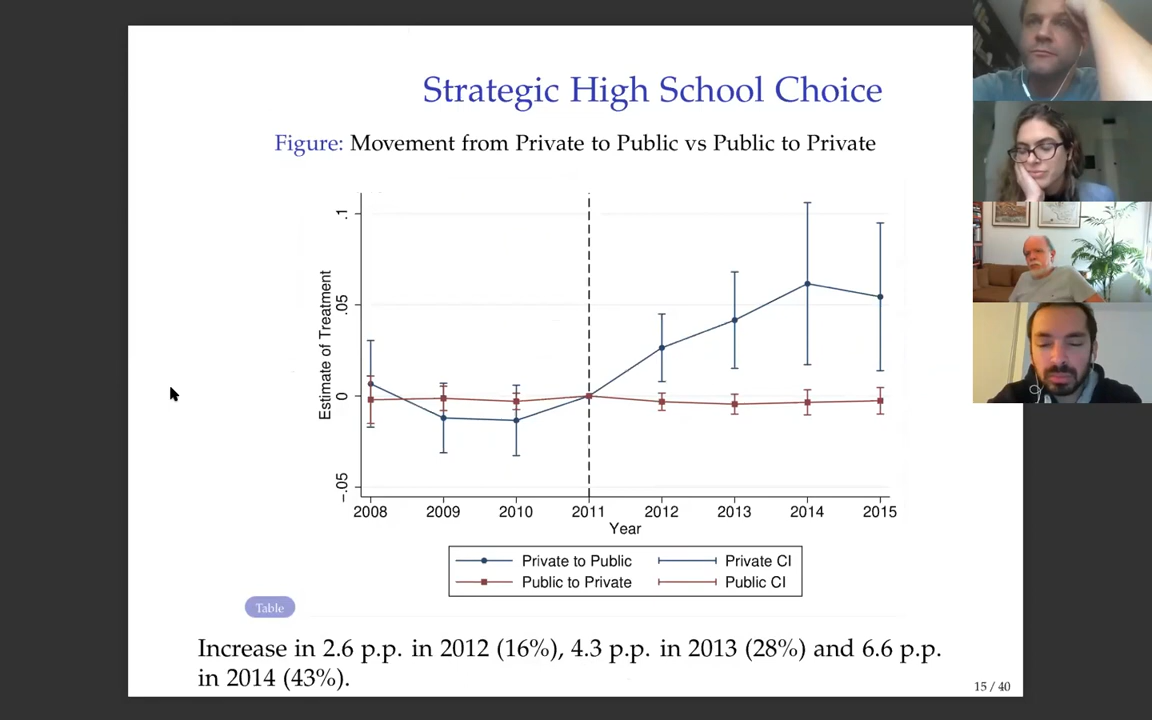 Strategic High School Choice
Figure: Movement from Private to Public vs Public to Private
.1
.05
0
-.05
Estimate of Treatment
2008 2009 2010 2011 2012 2013 2014 2015
Year
Private to Public Private CI
Public to Private Public CI
Table
Increase in 2.6 p.p. in 2012 (16%), 4.3 p.p. in 2013 (28%) and 6.6 p.p.
in 2014 (43%).
15 / 40